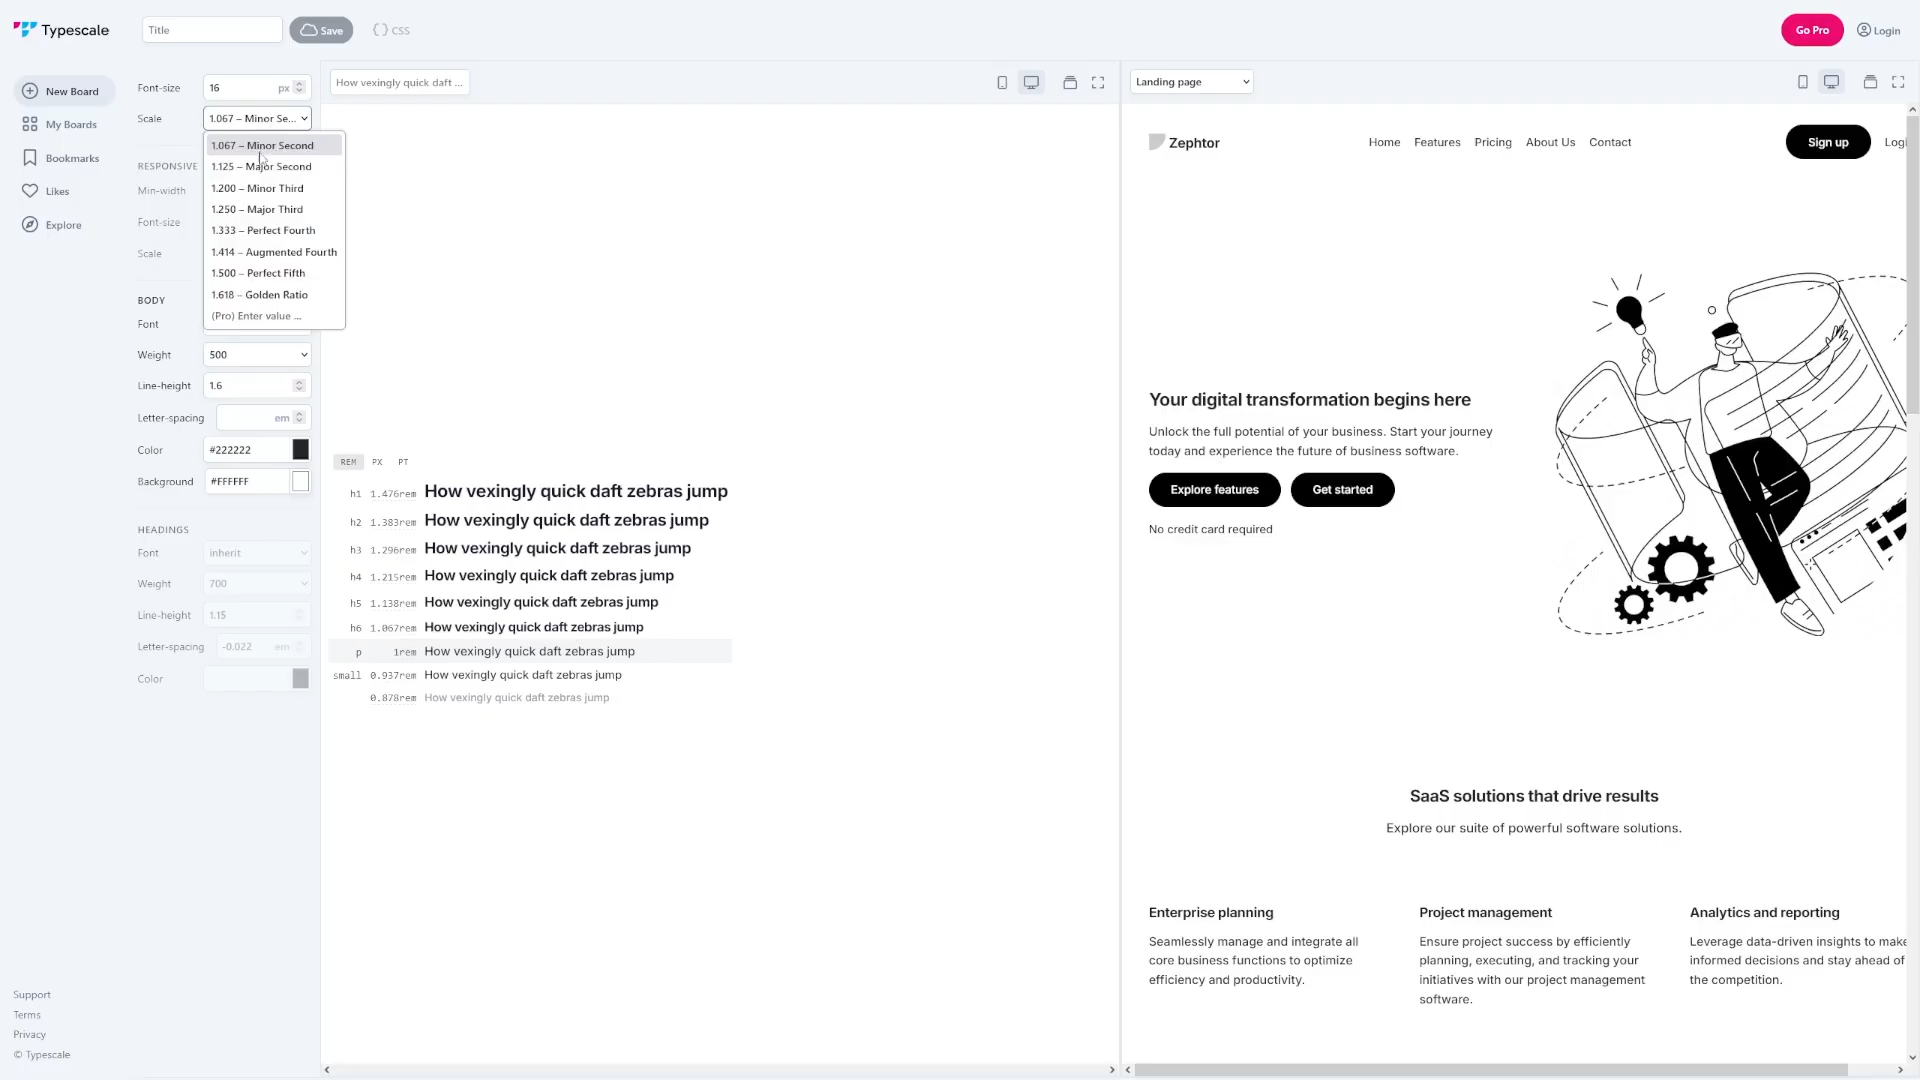 Typescale
Title
Save
CSS
Go Pro
Login
New Board
My Boards
Bookmarks
Likes
Explore
Font-size
16
px
Scale
1.067 – Minor Se...
1.067 – Minor Second
1.125 – Major Second
1.200 – Minor Third
1.250 – Major Third
1.333 – Perfect Fourth
1.414 – Augmented Fourth
1.500 – Perfect Fifth
1.618 – Golden Ratio
(Pro) Enter value ...
RESPONSIVE
Min-width
Font-size
Scale
BODY
Font
Weight
500
Line-height
1.6
Letter-spacing
em
Color
#222222
Background
#FFFFFF
HEADINGS
Font
inherit
Weight
700
Line-height
1.15
Letter-spacing
-0.022 em
Color
Support
Terms
Privacy
© Typescale
How vexingly quick daft ...
REM PX PT
h1 1.476rem How vexingly quick daft zebras jump
h2 1.383rem How vexingly quick daft zebras jump
h3 1.296rem How vexingly quick daft zebras jump
h4 1.215rem How vexingly quick daft zebras jump
h5 1.138rem How vexingly quick daft zebras jump
h6 1.067rem How vexingly quick daft zebras jump
p 1rem How vexingly quick daft zebras jump
small 0.937rem How vexingly quick daft zebras jump
0.878rem How vexingly quick daft zebras jump
Landing page
Zephtor
Home Features Pricing About Us Contact
Sign up
Logi
Your digital transformation begins here
Unlock the full potential of your business. Start your journey
today and experience the future of business software.
Explore features
Get started
No credit card required
SaaS solutions that drive results
Explore our suite of powerful software solutions.
Enterprise planning
Seamlessly manage and integrate all
core business functions to optimize
efficiency and productivity.
Project management
Ensure project success by efficiently
planning, executing, and tracking your
initiatives with our project management
software.
Analytics and reporting
Leverage data-driven insights to make
informed decisions and stay ahead of
the competition.